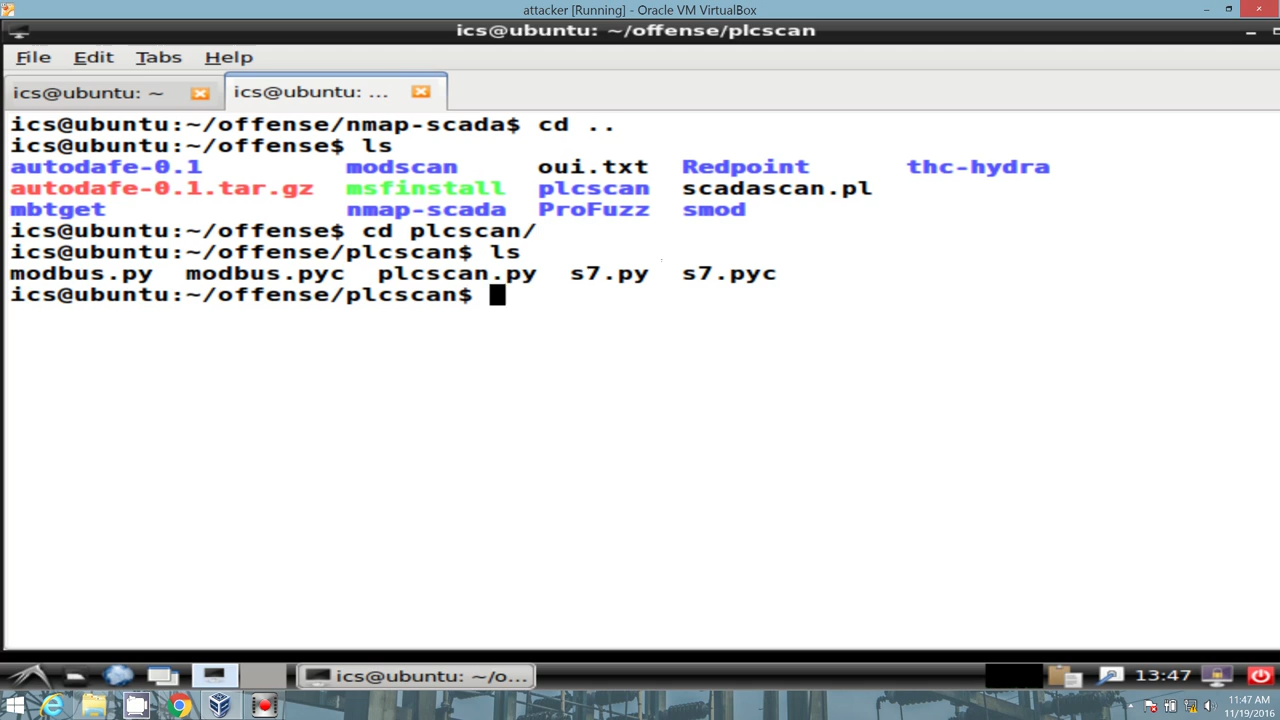 attacker [Running] - Oracle VM VirtualBox
ics@ubuntu: ~/offense/plcscan
File Edit Tabs Help
ics@ubuntu: ~ ics@ubuntu: ...
ics@ubuntu:~/offense/nmap-scada$ cd ..
ics@ubuntu:~/offense$ ls
autodafe-0.1 modscan oui.txt Redpoint thc-hydra
autodafe-0.1.tar.gz msfinstall plcscan scadascan.pl
mbtget nmap-scada ProFuzz smod
ics@ubuntu:~/offense$ cd plcscan/
ics@ubuntu:~/offense/plcscan$ ls
modbus.py modbus.pyc plcscan.py s7.py s7.pyc
ics@ubuntu:~/offense/plcscan$
ics@ubuntu: ~/o... 13:47
11:47 AM
11/19/2016